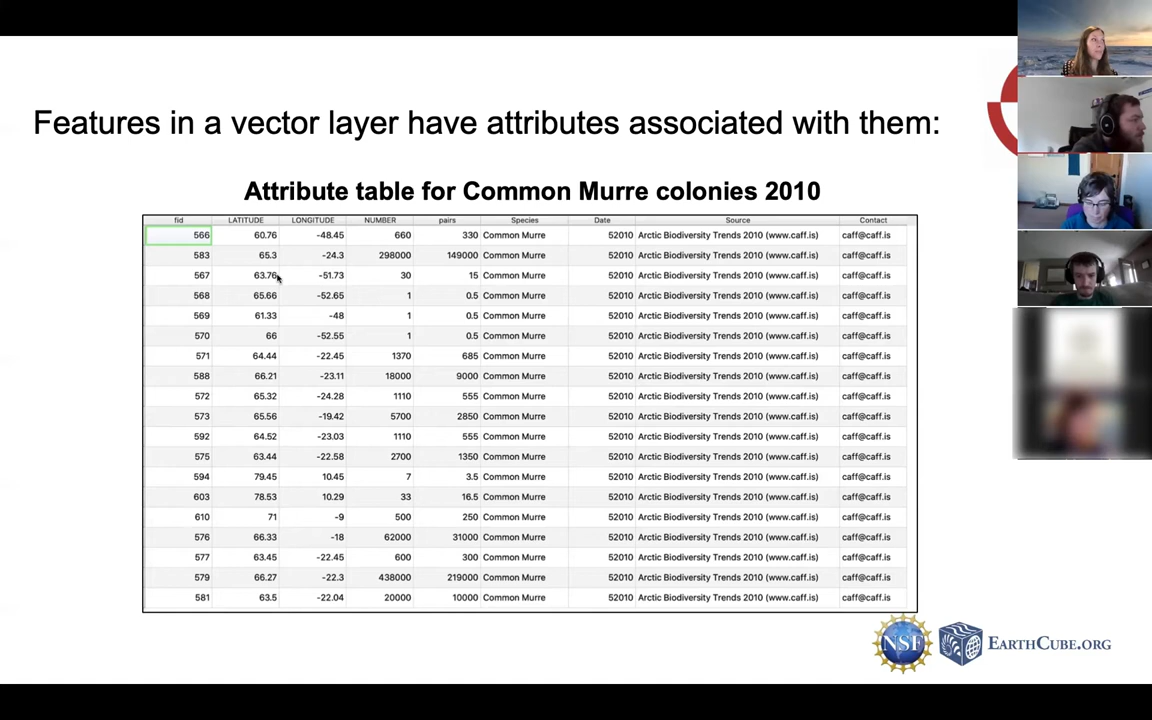 Features in a vector layer have attributes associated with them:
Attribute table for Common Murre colonies 2010
fid LATITUDE LONGITUDE NUMBER pairs Species Date Source Contact
566 60.76 -48.45 660 330 Common Murre 52010 Arctic Biodiversity Trends 2010 (www.caff.is) caff@caff.is
583 65.3 -24.3 298000 149000 Common Murre 52010 Arctic Biodiversity Trends 2010 (www.caff.is) caff@caff.is
567 63.76 -51.73 30 15 Common Murre 52010 Arctic Biodiversity Trends 2010 (www.caff.is) caff@caff.is
568 65.66 -52.65 1 0.5 Common Murre 52010 Arctic Biodiversity Trends 2010 (www.caff.is) caff@caff.is
569 61.33 -48 1 0.5 Common Murre 52010 Arctic Biodiversity Trends 2010 (www.caff.is) caff@caff.is
570 66 -52.55 1 0.5 Common Murre 52010 Arctic Biodiversity Trends 2010 (www.caff.is) caff@caff.is
571 64.44 -22.45 1370 685 Common Murre 52010 Arctic Biodiversity Trends 2010 (www.caff.is) caff@caff.is
588 66.21 -23.11 18000 9000 Common Murre 52010 Arctic Biodiversity Trends 2010 (www.caff.is) caff@caff.is
572 65.32 -24.28 1110 555 Common Murre 52010 Arctic Biodiversity Trends 2010 (www.caff.is) caff@caff.is
573 65.56 -19.42 5700 2850 Common Murre 52010 Arctic Biodiversity Trends 2010 (www.caff.is) caff@caff.is
592 64.52 -23.03 1110 555 Common Murre 52010 Arctic Biodiversity Trends 2010 (www.caff.is) caff@caff.is
575 63.44 -22.58 2700 1350 Common Murre 52010 Arctic Biodiversity Trends 2010 (www.caff.is) caff@caff.is
594 79.45 10.45 7 3.5 Common Murre 52010 Arctic Biodiversity Trends 2010 (www.caff.is) caff@caff.is
603 78.53 10.29 33 16.5 Common Murre 52010 Arctic Biodiversity Trends 2010 (www.caff.is) caff@caff.is
610 71 -9 500 250 Common Murre 52010 Arctic Biodiversity Trends 2010 (www.caff.is) caff@caff.is
576 66.33 -18 62000 31000 Common Murre 52010 Arctic Biodiversity Trends 2010 (www.caff.is) caff@caff.is
577 63.45 -22.45 600 300 Common Murre 52010 Arctic Biodiversity Trends 2010 (www.caff.is) caff@caff.is
579 66.27 -22.3 438000 219000 Common Murre 52010 Arctic Biodiversity Trends 2010 (www.caff.is) caff@caff.is
581 63.5 -22.04 20000 10000 Common Murre 52010 Arctic Biodiversity Trends 2010 (www.caff.is) caff@caff.is
NSF EARTHCUBE.ORG